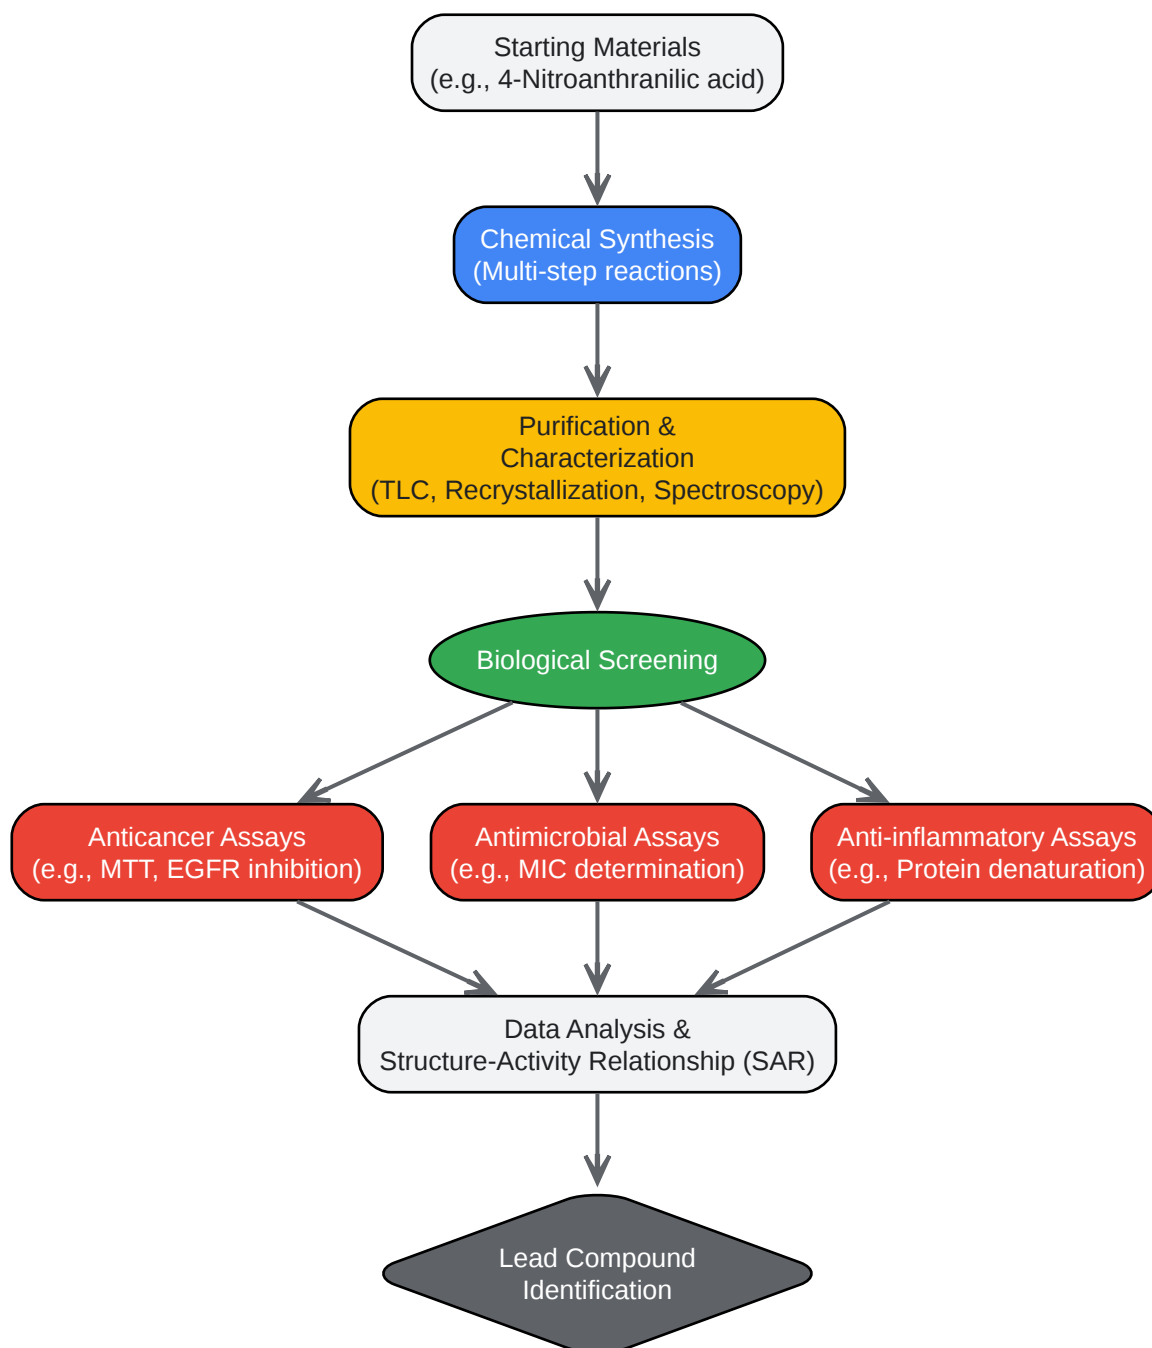 Starting Materials
(e.g., 4-Nitroanthranilic acid)
Chemical Synthesis
(Multi-step reactions)
Purification &
Characterization
(TLC, Recrystallization, Spectroscopy)
Biological Screening
Anticancer Assays
(e.g., MTT, EGFR inhibition)
Antimicrobial Assays
(e.g., MIC determination)
Anti-inflammatory Assays
(e.g., Protein denaturation)
Data Analysis &
Structure-Activity Relationship (SAR)
Lead Compound
Identification